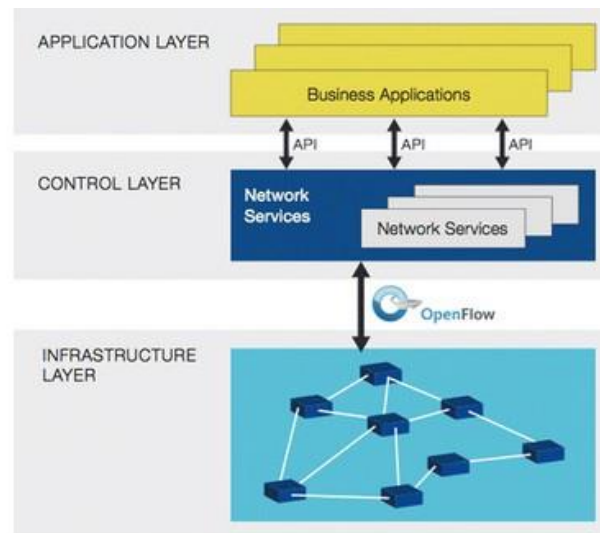 APPLICATION LAYER
Business Applications
API
API
API
CONTROL LAYER
Network
Services
Network Services
OpenFlow
INFRASTRUCTURE
LAYER